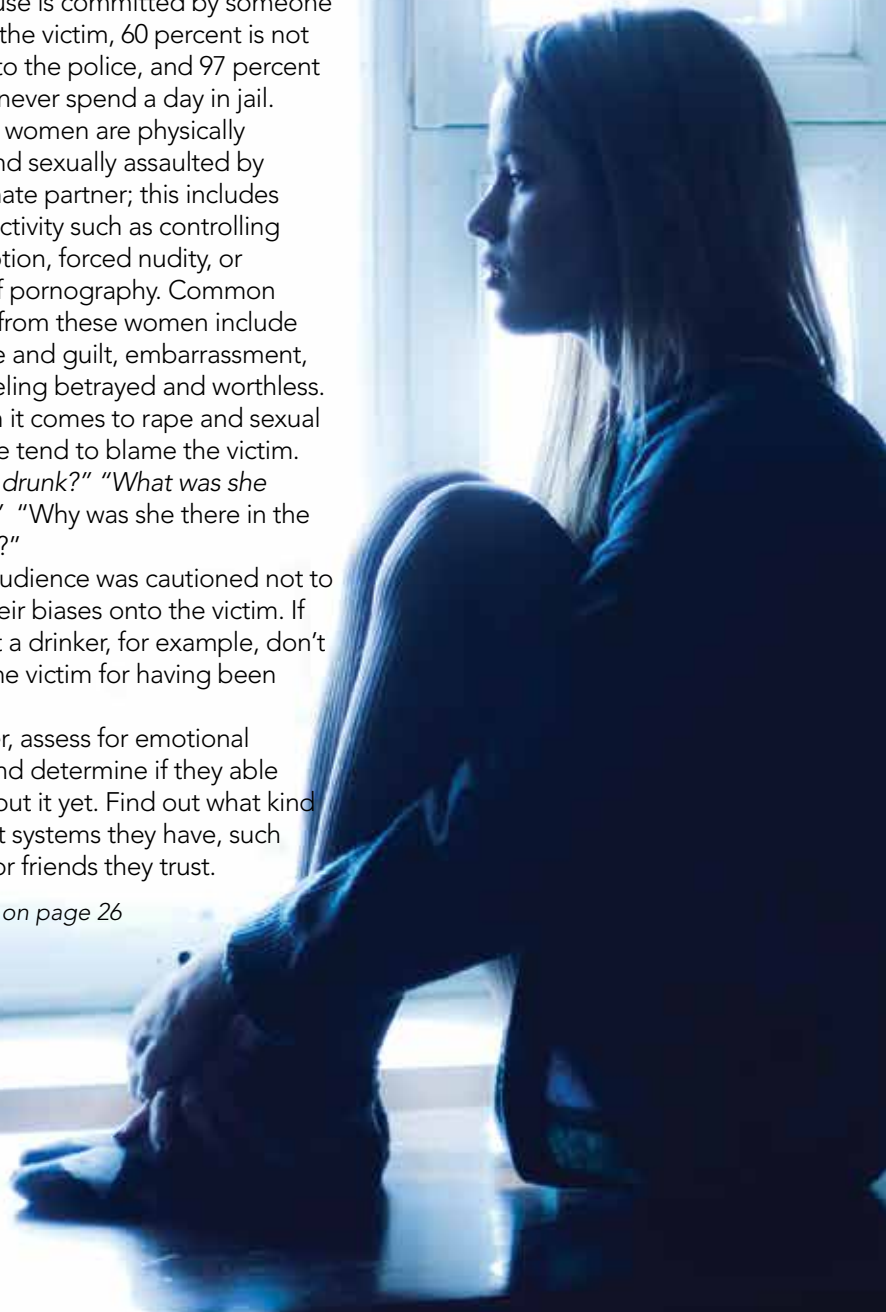 use is committed by someone
the victim, 60 percent is not
to the police, and 97 percent
never spend a day in jail.
women are physically
nd sexually assaulted by
ate partner; this includes
ctivity such as controlling
tion, forced nudity, or
f pornography. Common
from these women include
e and guilt, embarrassment,
eling betrayed and worthless.
n it comes to rape and sexual
e tend to blame the victim.
drunk?” “What was she
“Why was she there in the
?”
udience was cautioned not to
eir biases onto the victim. If
t a drinker, for example, don’t
ne victim for having been
r, assess for emotional
nd determine if they able
out it yet. Find out what kind
t systems they have, such
or friends they trust.
on page 26